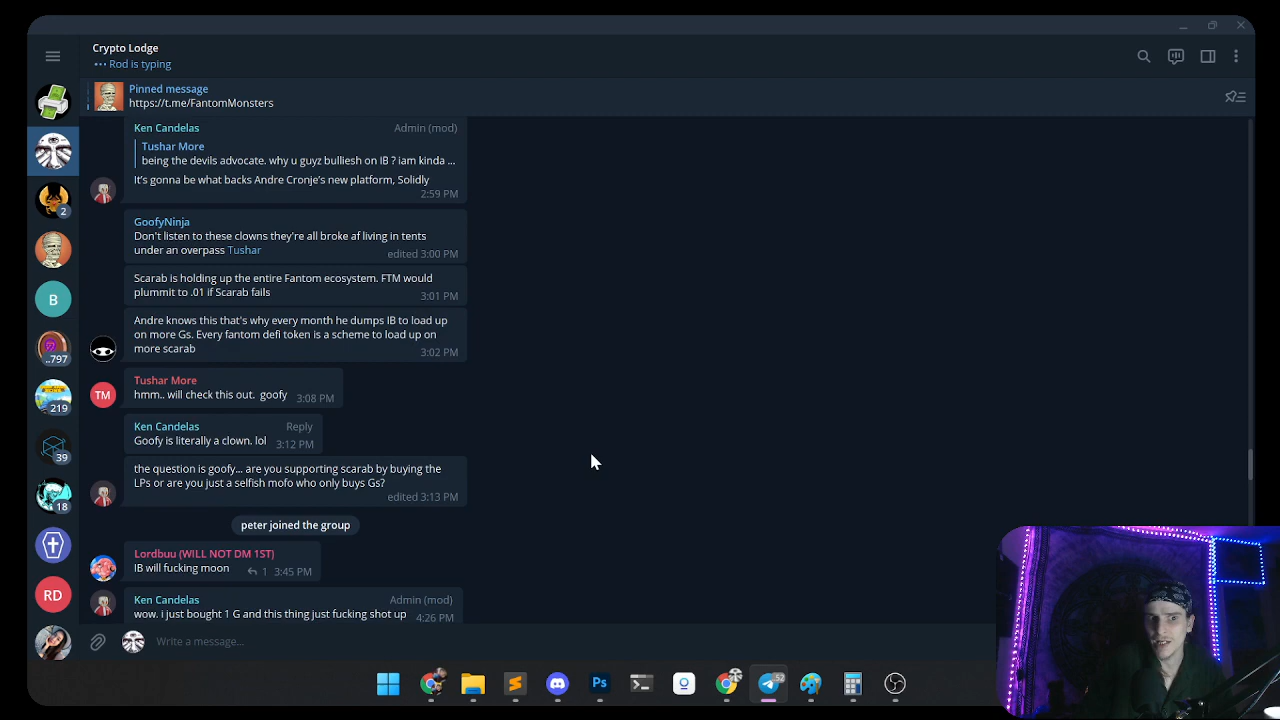 Crypto Lodge
••• Rod is typing
Pinned message
https://t.me/FantomMonsters
Ken Candelas Admin (mod)
Tushar More
being the devils advocate. why u guyz bulliesh on IB ? iam kinda ...
It's gonna be what backs Andre Cronje's new platform, Solidly
2:59 PM
GoofyNinja
Don't listen to these clowns they're all broke af living in tents
under an overpass Tushar
edited 3:00 PM
Scarab is holding up the entire Fantom ecosystem. FTM would
plummit to .01 if Scarab fails
3:01 PM
Andre knows this that's why every month he dumps IB to load up
on more Gs. Every fantom defi token is a scheme to load up on
more scarab
3:02 PM
Tushar More
TM
hmm.. will check this out. goofy 3:08 PM
Ken Candelas Reply
Goofy is literally a clown. lol 3:12 PM
the question is goofy... are you supporting scarab by buying the
LPs or are you just a selfish mofo who only buys Gs?
edited 3:13 PM
peter joined the group
Lordbuu (WILL NOT DM 1ST)
IB will fucking moon 1 3:45 PM
Ken Candelas Admin (mod)
wow. i just bought 1 G and this thing just fucking shot up 4:26 PM
Write a message...
2
B
..797
219
39
18
RD
Ps
52